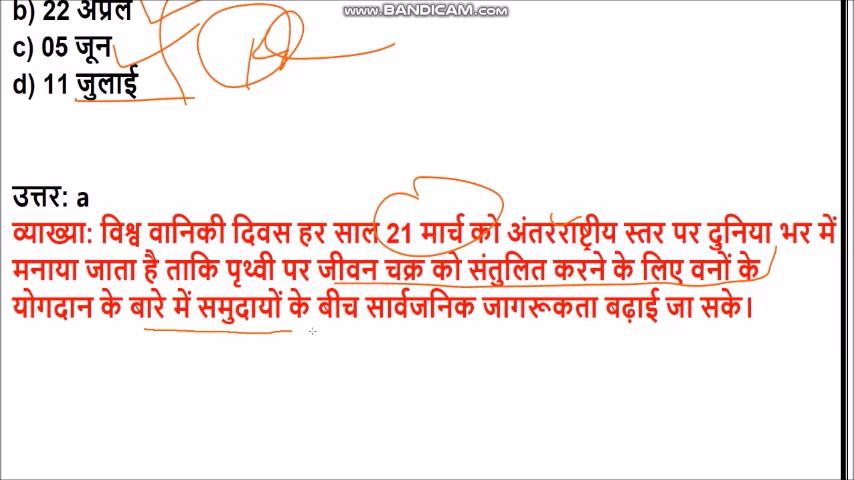 www.BANDICAM.com
b) 22 अप्रैल
c) 05 जून
d) 11 जुलाई
उत्तर: a
व्याख्या: विश्व वानिकी दिवस हर साल 21 मार्च को अंतरराष्ट्रीय स्तर पर दुनिया भर में
मनाया जाता है ताकि पृथ्वी पर जीवन चक्र को संतुलित करने के लिए वनों के
योगदान के बारे में समुदायों के बीच सार्वजनिक जागरूकता बढ़ाई जा सके।